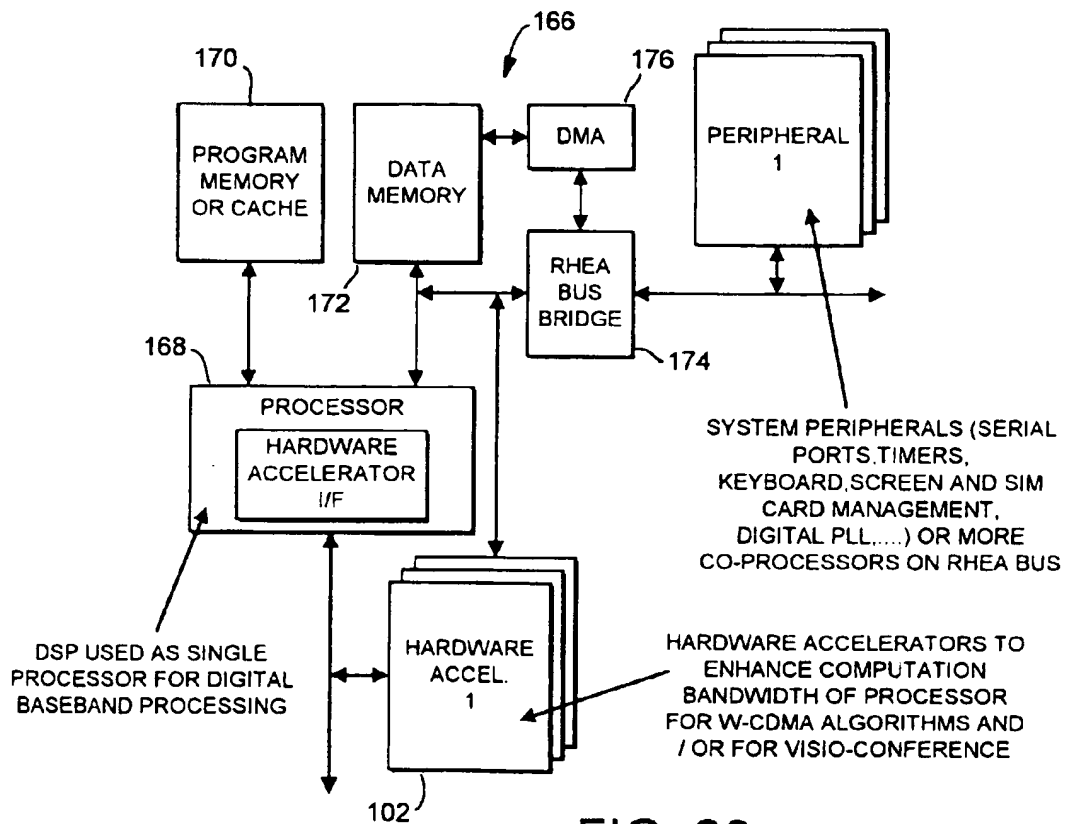 166
170
176
PROGRAM
MEMORY
OR CACHE
DATA
MEMORY
DMA
PERIPHERAL
1
172
RHEA
BUS
BRIDGE
174
168
PROCESSOR
HARDWARE
ACCELERATOR
I/F
SYSTEM PERIPHERALS (SERIAL
PORTS,TIMERS,
KEYBOARD,SCREEN AND SIM
CARD MANAGEMENT,
DIGITAL PLL,....) OR MORE
CO-PROCESSORS ON RHEA BUS
DSP USED AS SINGLE
PROCESSOR FOR DIGITAL
BASEBAND PROCESSING
HARDWARE
ACCEL.
1
HARDWARE ACCELERATORS TO
ENHANCE COMPUTATION
BANDWIDTH OF PROCESSOR
FOR W-CDMA ALGORITHMS AND
/ OR FOR VISIO-CONFERENCE
102